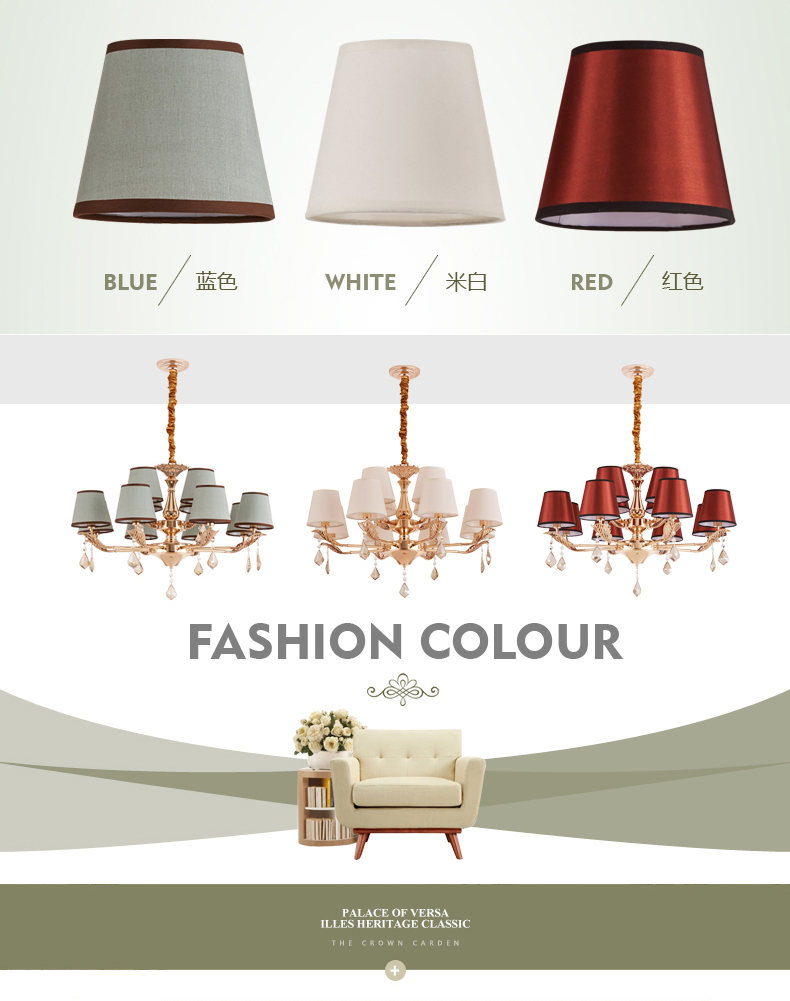 BLUE / 蓝色 WHITE / 米白 RED / 红色
FASHION COLOUR
PALACE OF VERSA
ILLES HERITAGE CLASSIC
THE CROWN CARDEN